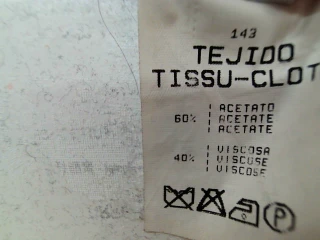 143
TEJIDO
TISSU-CLOT
60% ACETATO
ACETATE
ACETATE
40% VISCOSA
VISCOSE
VISCOSE
P